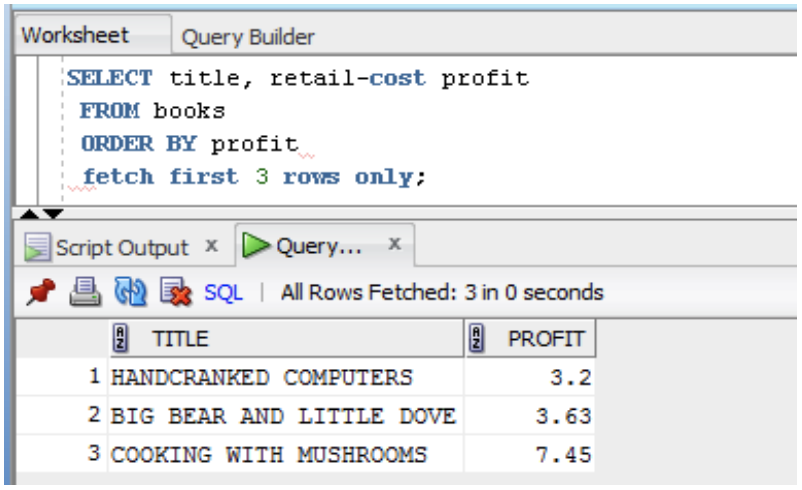 Worksheet Query Builder
SELECT title, retail-cost profit
FROM books
ORDER BY profit
fetch first 3 rows only;
Script Output x Query... x
SQL | All Rows Fetched: 3 in 0 seconds
AZ TITLE AZ PROFIT
1 HANDCRANKED COMPUTERS 3.2
2 BIG BEAR AND LITTLE DOVE 3.63
3 COOKING WITH MUSHROOMS 7.45